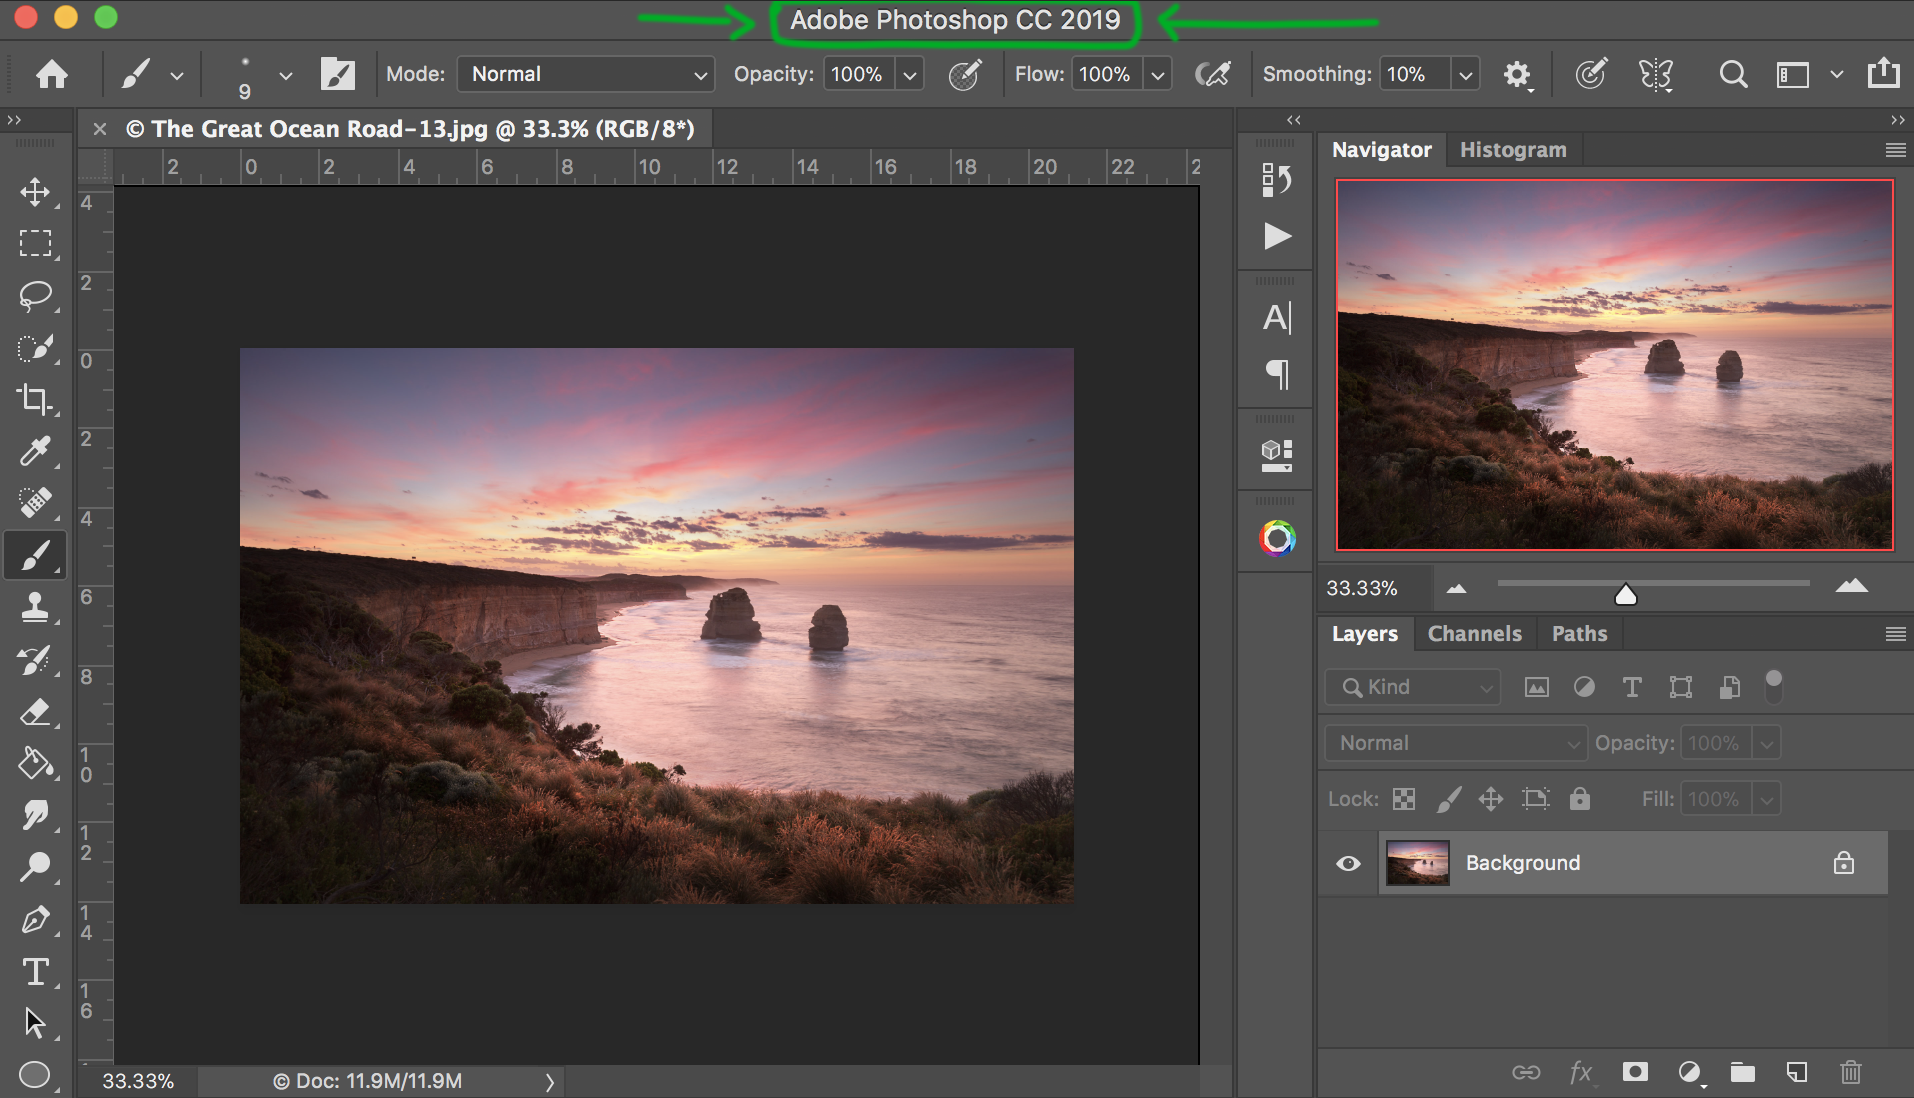 Adobe Photoshop CC 2019
9
Mode: Normal Opacity: 100% Flow: 100% Smoothing: 10%
× © The Great Ocean Road-13.jpg @ 33.3% (RGB/8*)
2 0 2 4 6 8 10 12 14 16 18 20 22 2
4
2
0
2
4
6
8
10
12
14
16
A
¶
Navigator Histogram
33.33%
Layers Channels Paths
Kind T
Normal Opacity: 100%
Lock: Fill: 100%
Background
fx
T
33.33% © Doc: 11.9M/11.9M